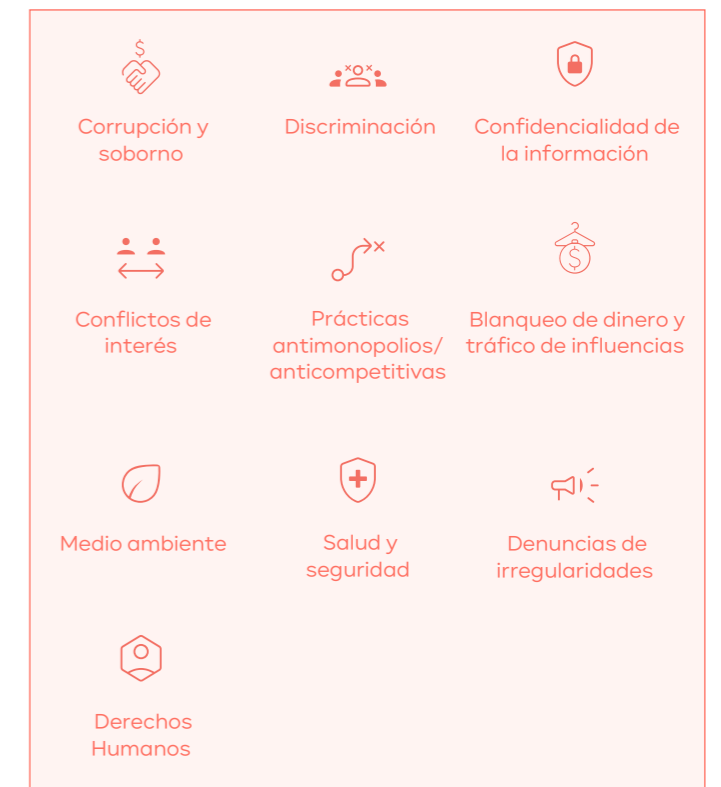 Corrupción y
soborno
Discriminación
Confidencialidad de
la información
Conflictos de
interés
Prácticas
antimonopolios/
anticompetitivas
Blanqueo de dinero y
tráfico de influencias
Medio ambiente
Salud y
seguridad
Denuncias de
irregularidades
Derechos
Humanos